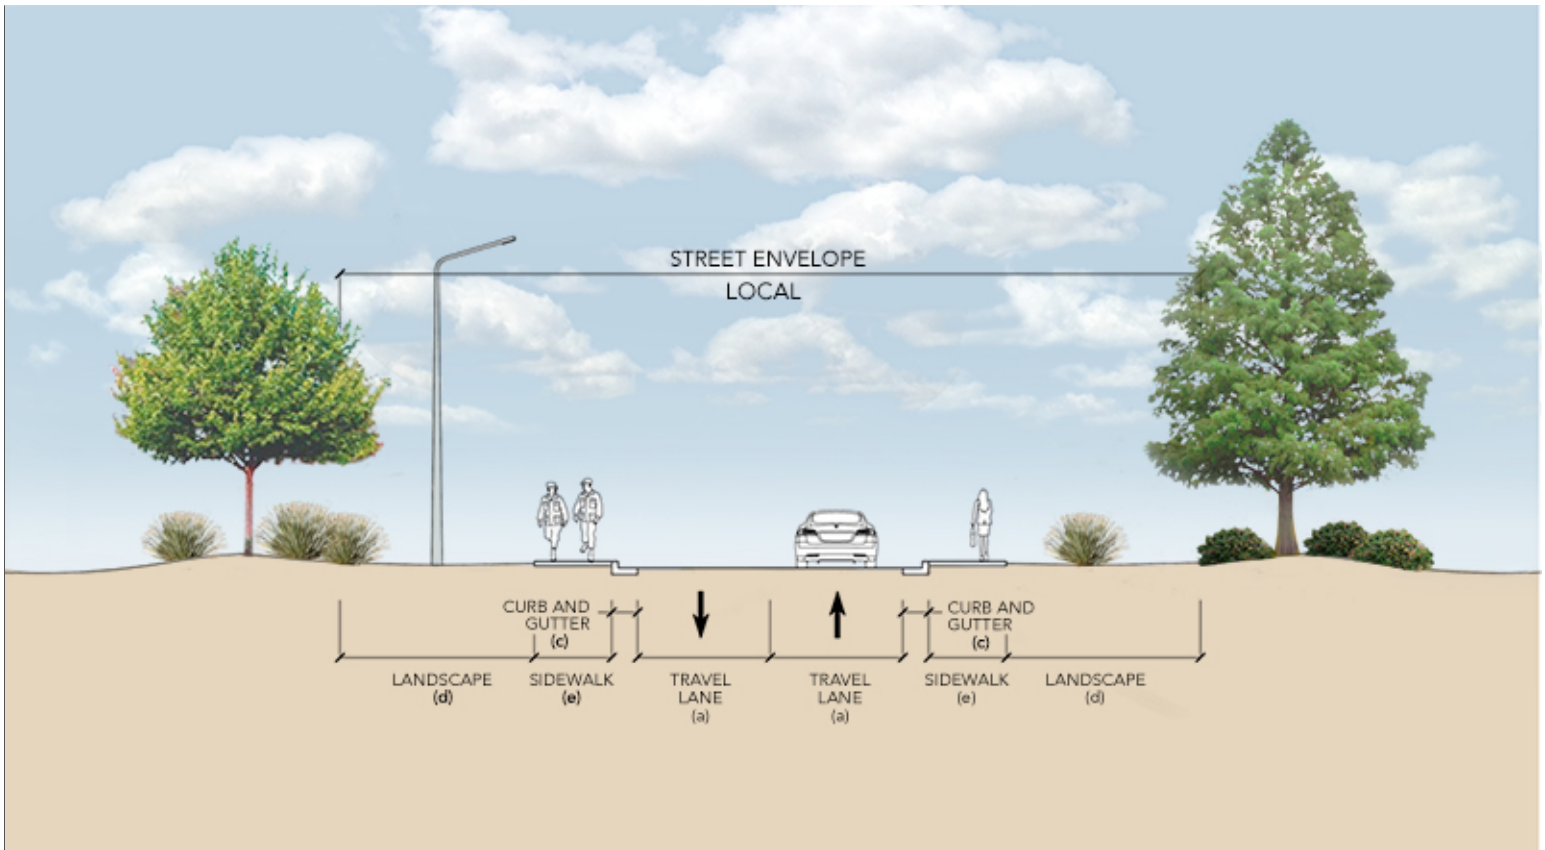 STREET ENVELOPE
LOCAL
CURB AND
GUTTER
(c)
CURB AND
GUTTER
(c)
LANDSCAPE
(d)
SIDEWALK
(e)
TRAVEL
LANE
(a)
TRAVEL
LANE
(a)
SIDEWALK
(e)
LANDSCAPE
(d)